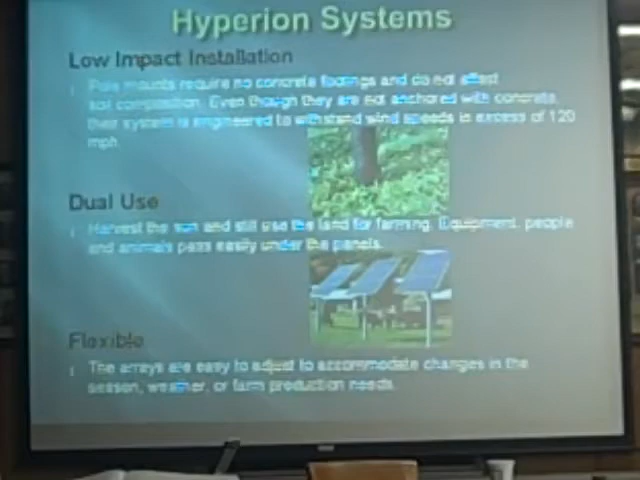 Hyperion Systems
Low Impact Installation
Pole mounts require no concrete footings and do not affect
soil composition. Even though they are not anchored with concrete,
their system is engineered to withstand wind speeds in excess of 120
mph.
Dual Use
Harvest the sun and still use the land for farming. Equipment, people
and animals pass easily under the panels.
Flexible
The arrays are easy to adjust to accommodate changes in the
season, weather, or farm production needs.